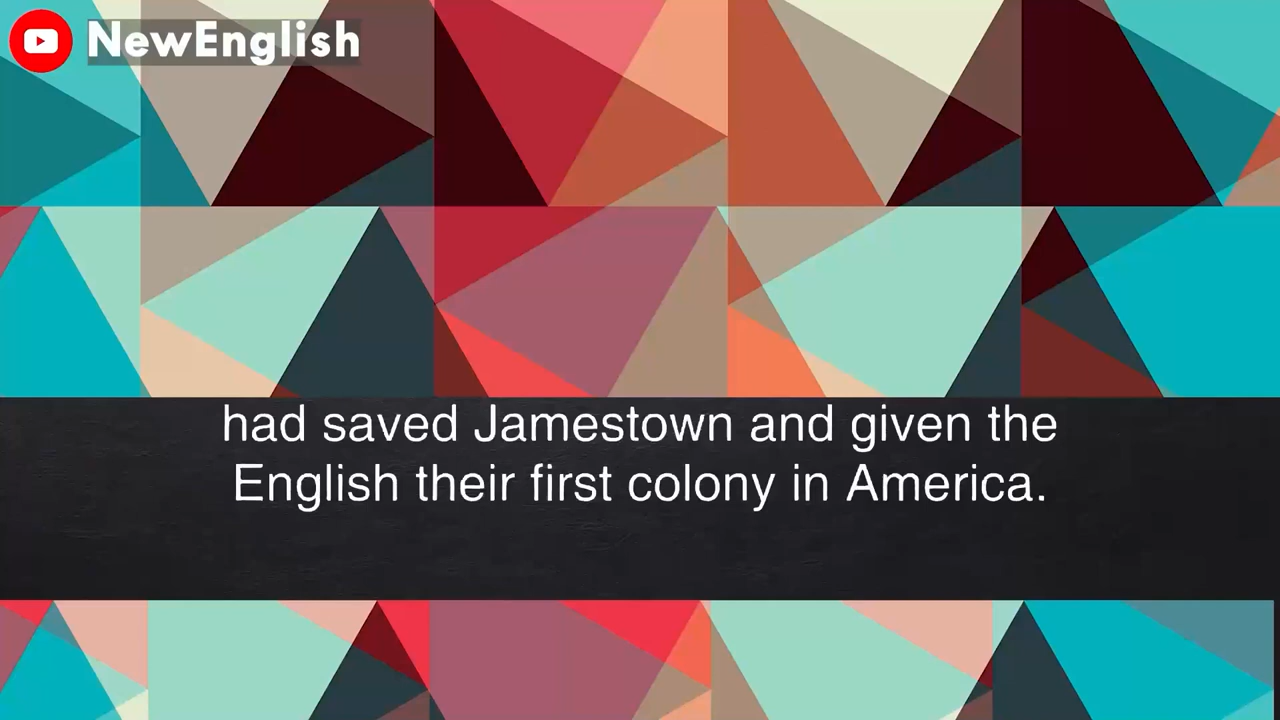 NewEnglish
had saved Jamestown and given the
English their first colony in America.